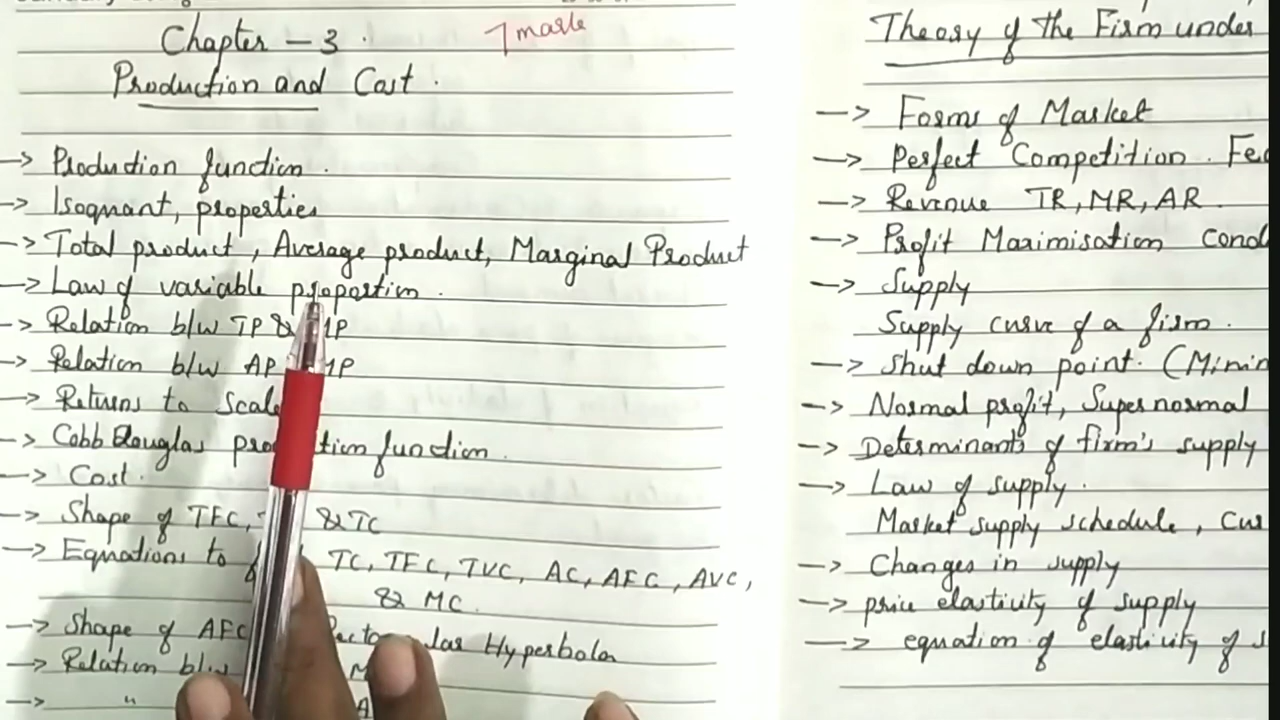 Chapter - 3.
7 mark
Production and Cost.
-> Production function.
-> Isoquant, properties
-> Total product, Average product, Marginal Product
-> Law of variable proportion.
-> Relation b/w TP &
-> Relation b/w AP MP
-> Returns to Scale
-> Cobb Douglas function.
-> Cost.
-> Shape of TFC, & TC
-> Equations to TC, TFC, TVC, AC, AFC, AVC,
& MC.
-> Shape of AFC Hyperbola
-> Relation b/w
-> "
Theory of the Firm under
-> Forms of Market
-> Perfect Competition.
-> Revenue TR, MR, AR.
-> Profit Maximisation
-> Supply
Supply curve of a firm.
-> Shut down point.
-> Normal profit, Supernormal
-> Determinants of firm's supply
-> Law of supply.
Market supply schedule,
-> Changes in supply
-> price elasticity of supply
-> equation of elasticity of